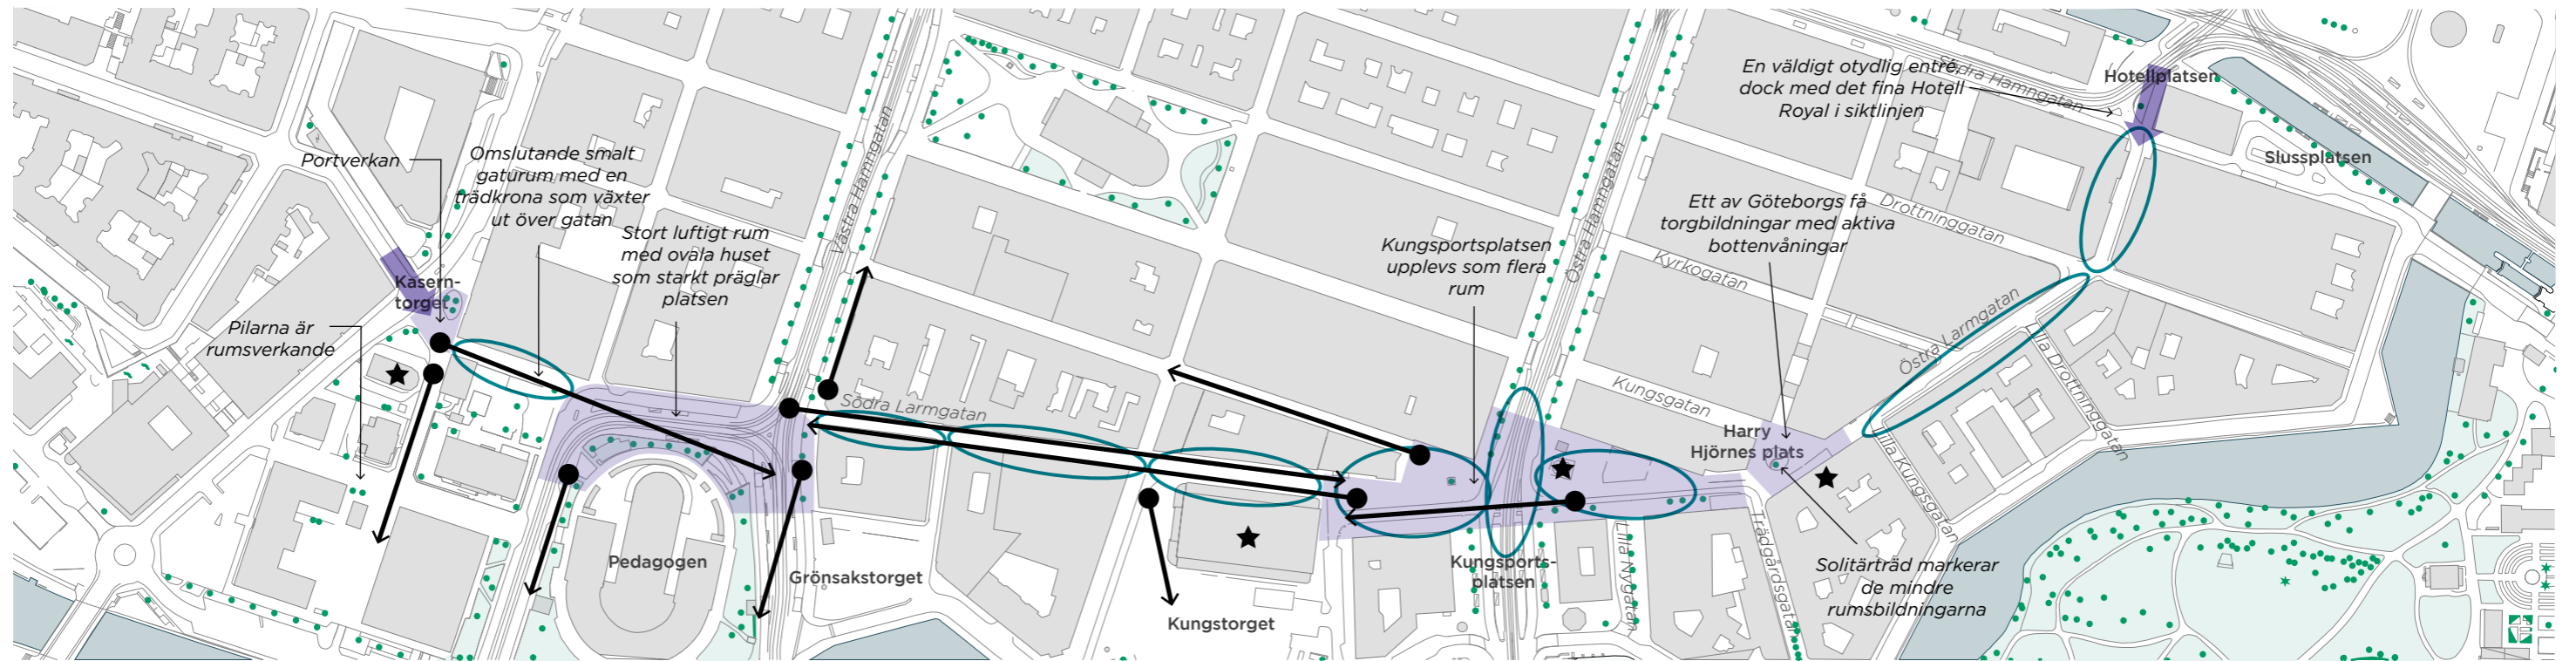 Portverkan
Omslutande smalt
gaturum med en
trädkrona som växter
ut över gatan
Stort luftigt rum
med ovala huset
som starkt präglar
platsen
Kasern-
torget
Pilarna är
rumsverkande
Västra Hamngatan
Södra Larmgatan
Pedagogen
Grönsakstorget
Kungstorget
Kungsportsplatsen
upplevs som flera
rum
Östra Hamngatan
Kungsports-
platsen
Lilla Nygatan
Trädgårdsgatan
Kyrkogatan
Kungsgatan
Drottninggatan
Ett av Göteborgs få
torgbildningar med aktiva
bottenvåningar
En väldigt otydlig entré,
dock med det fina Hotell
Royal i siktlinjen
Södra Hamngatan
Hotellplatsen
Slussplatsen
Östra Larmgatan
Lilla Drottninggatan
Lilla Kungsgatan
Harry
Hjörnes plats
Solitärträd markerar
de mindre
rumsbildningarna